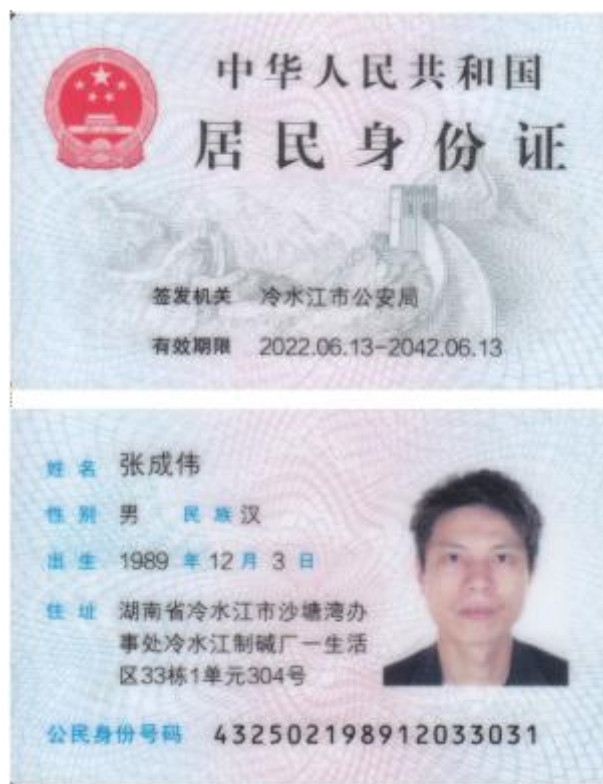 中华人民共和国
居民身份证
签发机关 冷水江市公安局
有效期限 2022.06.13-2042.06.13
姓名 张成伟
性别 男 民族 汉
出生 1989 年 12 月 3 日
住址 湖南省冷水江市沙塘湾办
事处冷水江制碱厂一生活
区33栋1单元304号
公民身份号码 432502198912033031